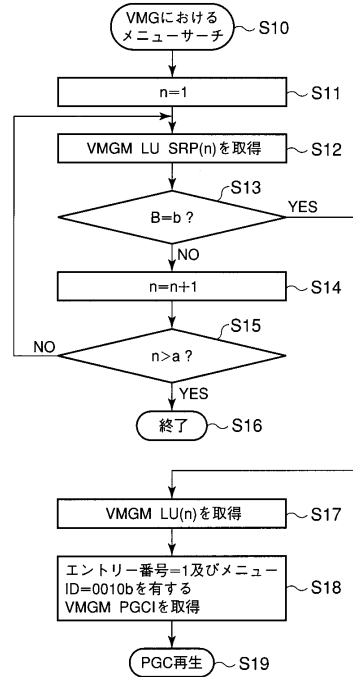 VMGにおける
メニューサーチ
S10
n=1
S11
VMGM LU SRP(n)を取得
S12
S13
B=b ?
YES
NO
n=n+1
S14
S15
n>a ?
NO
YES
終了
S16
VMGM LU(n)を取得
S17
エントリー番号=1及びメニュー
ID=0010bを有する
VMGM PGCIを取得
S18
PGC再生
S19